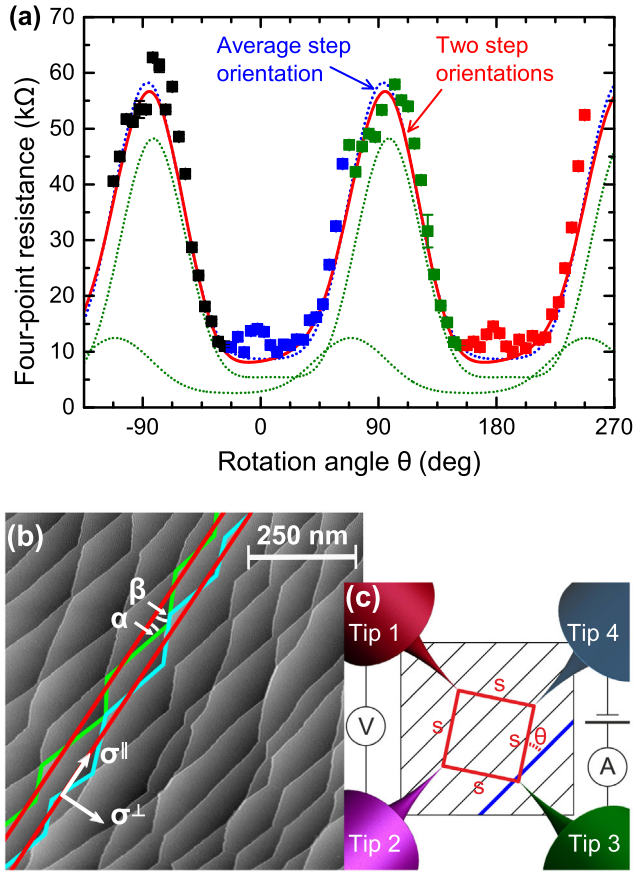 (a)
Average step
orientation
Two step
orientations
Four-point resistance (kΩ)
70
60
50
40
30
20
10
0
-90
0
90
180
270
Rotation angle θ (deg)
(b)
250 nm
β
α
σ∥
σ⊥
(c)
Tip 1
Tip 4
V
s
s
s
θ
s
A
Tip 2
Tip 3